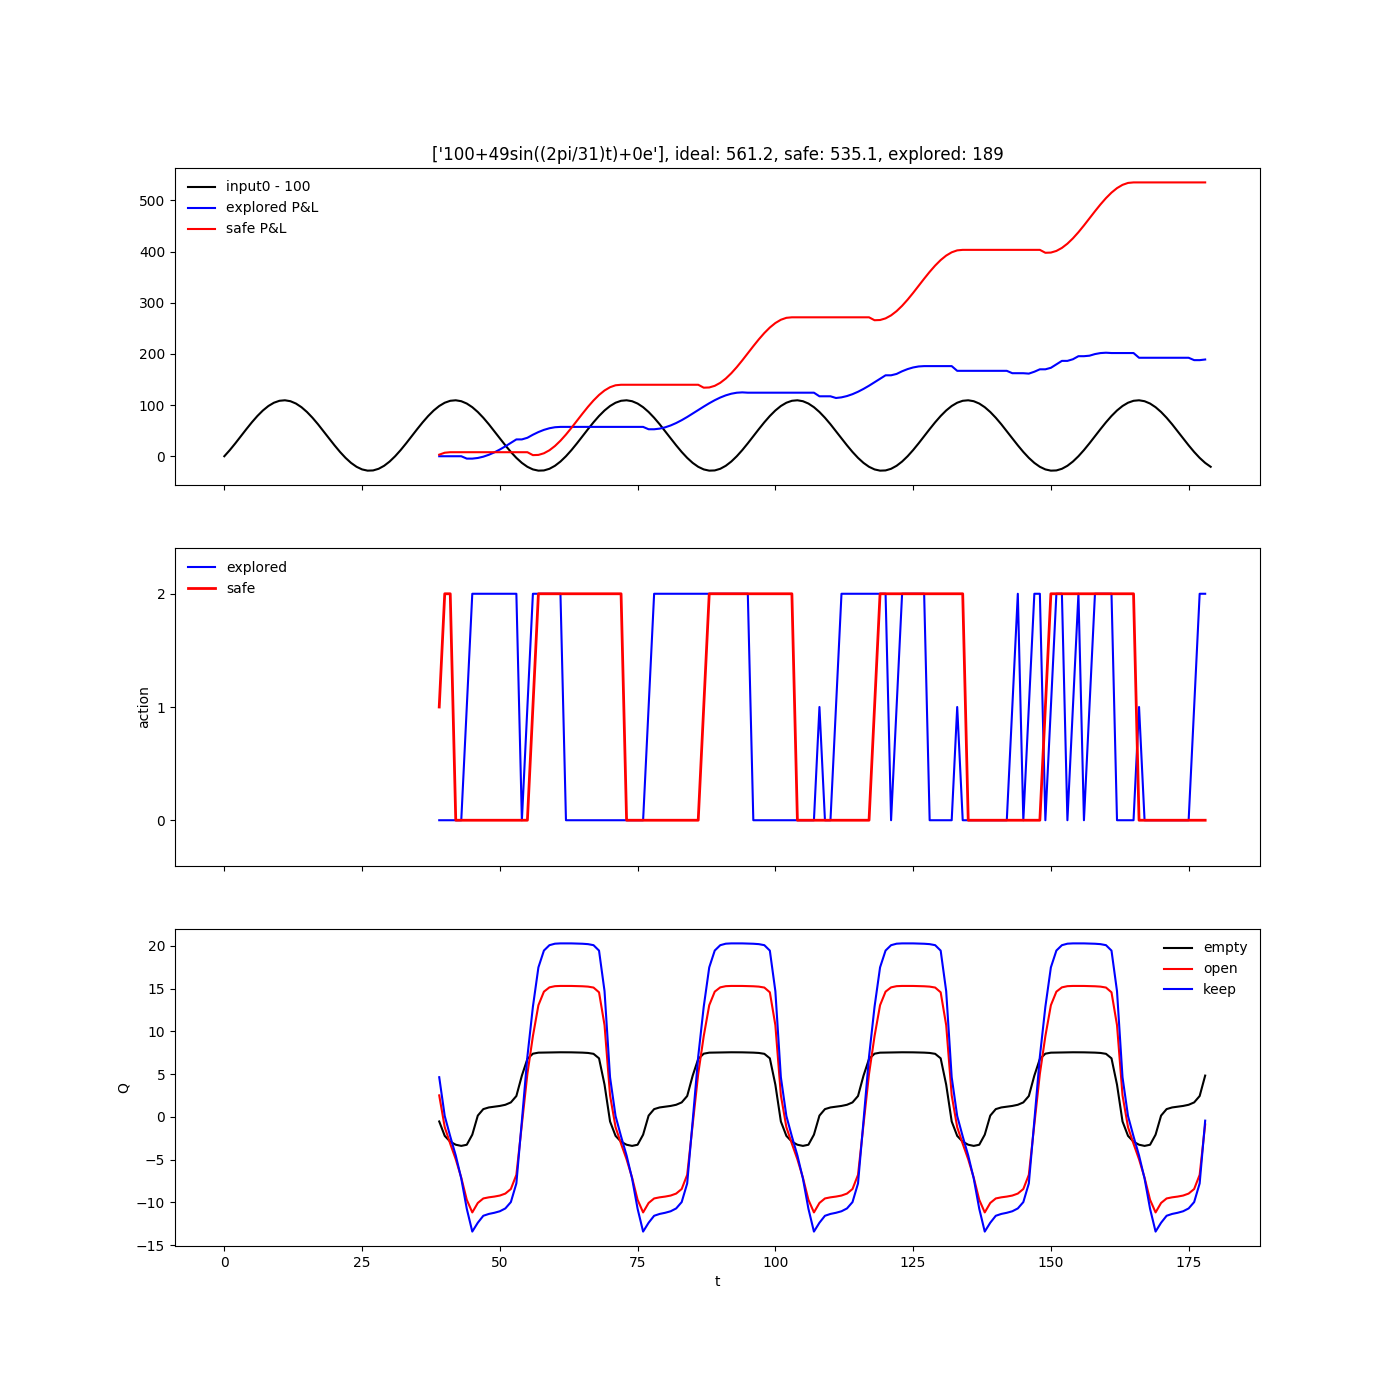 ['100+49sin((2pi/31)t)+0e'], ideal: 561.2, safe: 535.1, explored: 189
input0 - 100
explored P&L
safe P&L
500
400
300
200
100
0
explored
safe
2
1
0
action
empty
open
keep
20
15
10
5
0
−5
−10
−15
Q
0
25
50
75
100
125
150
175
t